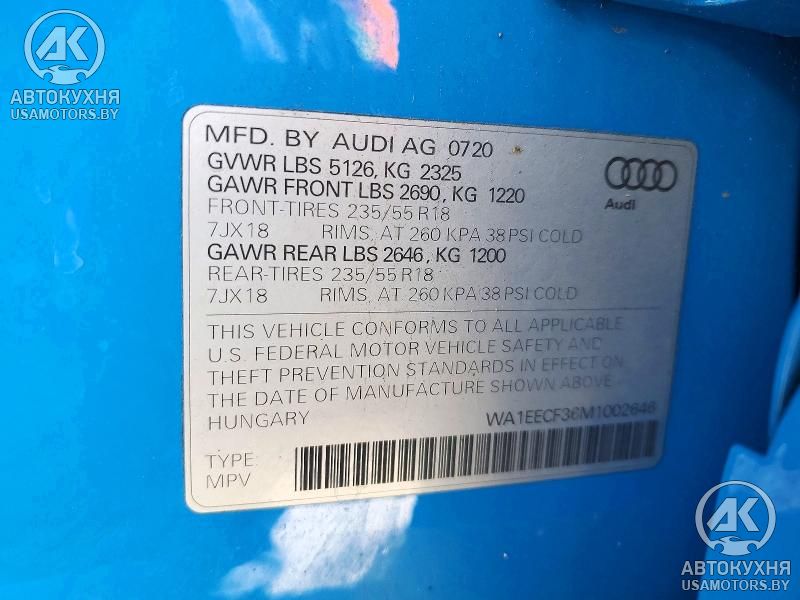 АК
АВТОКУХНЯ
USAMOTORS.BY
MFD. BY AUDI AG 0720
GVWR LBS 5126, KG 2325
GAWR FRONT LBS 2690, KG 1220
FRONT-TIRES 235/55 R18
7JX18 RIMS, AT 260 KPA 38 PSI COLD
GAWR REAR LBS 2646, KG 1200
REAR-TIRES 235/55 R18
7JX18 RIMS, AT 260 KPA 38 PSI COLD
Audi
THIS VEHICLE CONFORMS TO ALL APPLICABLE
U.S. FEDERAL MOTOR VEHICLE SAFETY AND
THEFT PREVENTION STANDARDS IN EFFECT ON
THE DATE OF MANUFACTURE SHOWN ABOVE
HUNGARY WA1EECF36M1002646
TYPE:
MPV
АК
АВТОКУХНЯ
USAMOTORS.BY